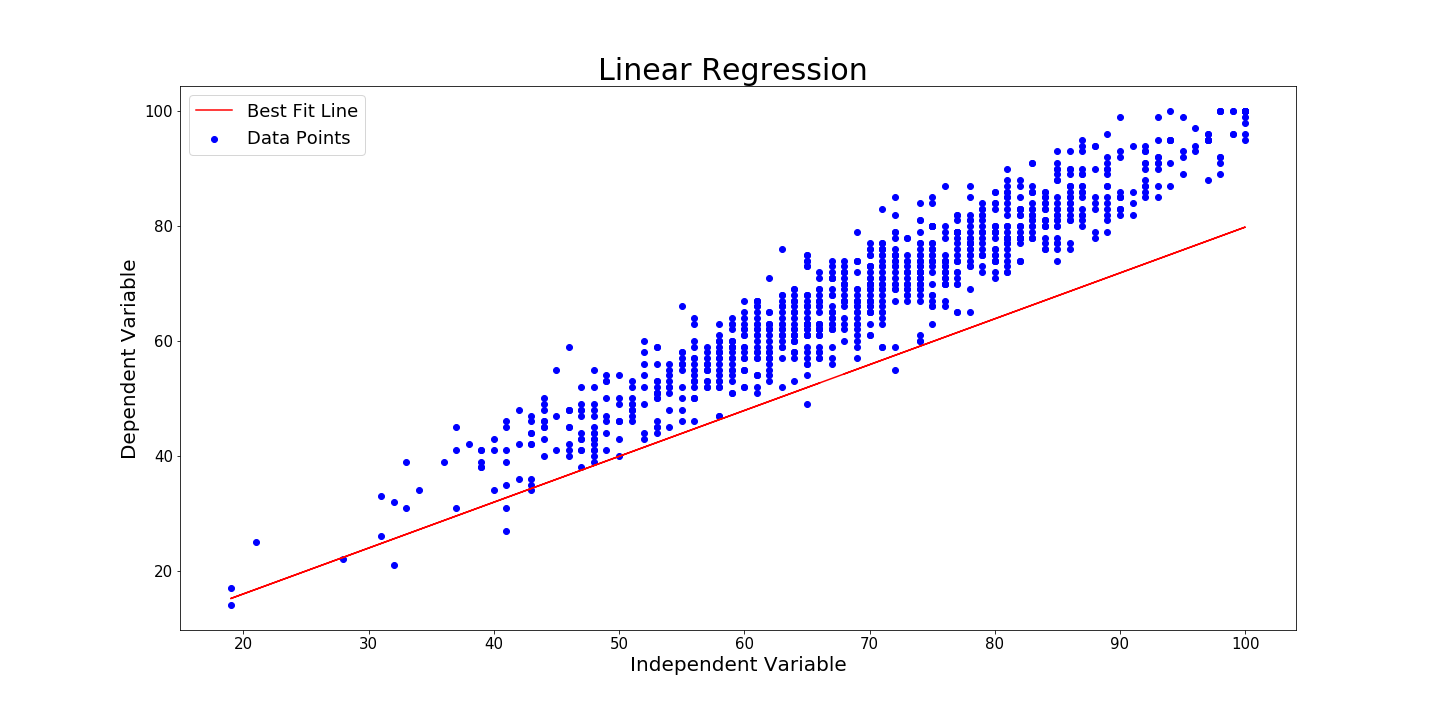 Linear Regression
Best Fit Line
Data Points
100
80
60
40
20
Dependent Variable
20 30 40 50 60 70 80 90 100
Independent Variable